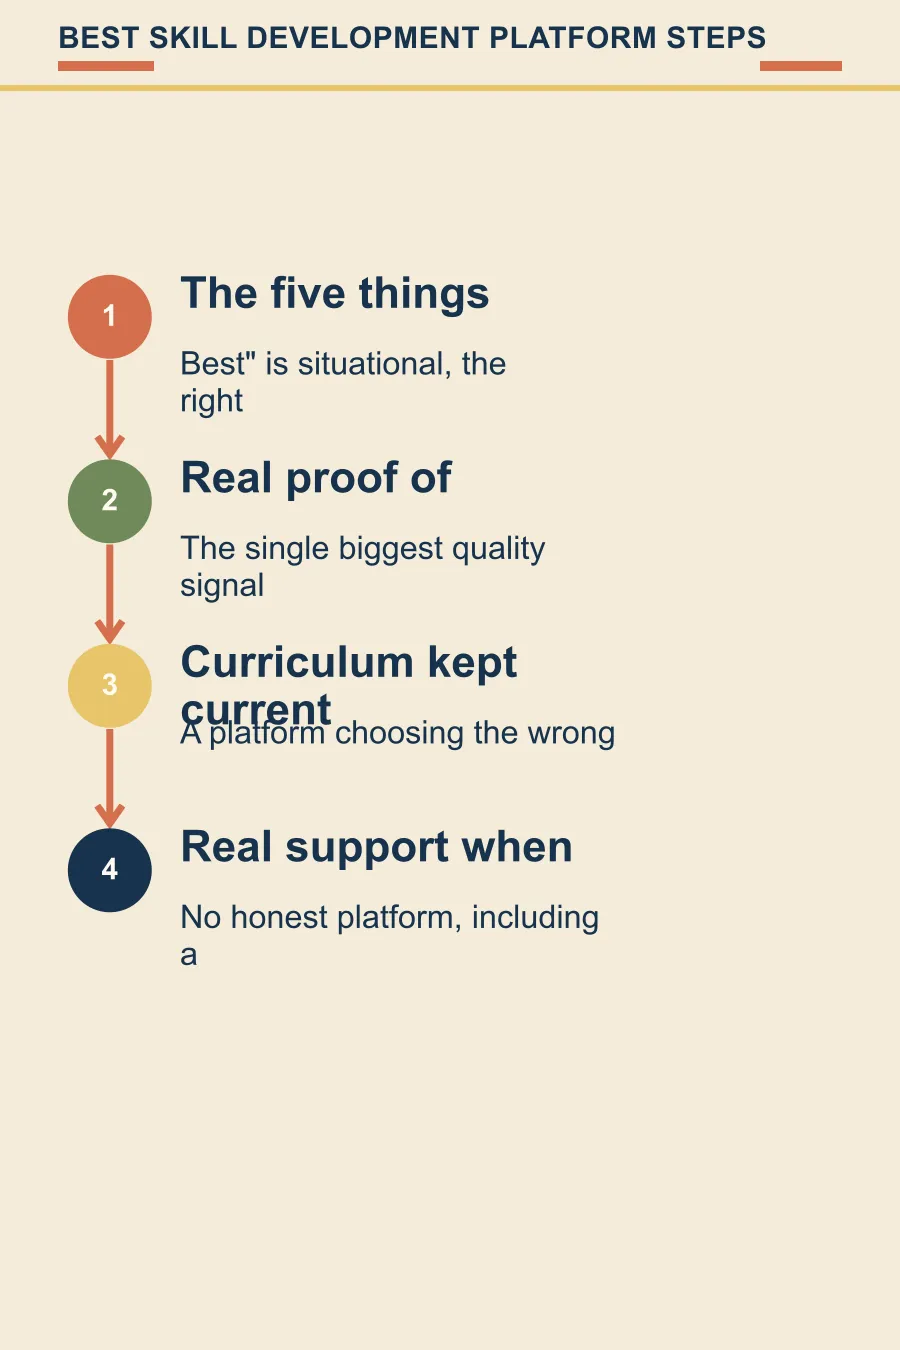 BEST SKILL DEVELOPMENT PLATFORM STEPS
1
The five things
Best" is situational, the
right
2
Real proof of
The single biggest quality
signal
3
Curriculum kept
current
A platform choosing the wrong
4
Real support when
No honest platform, including
a